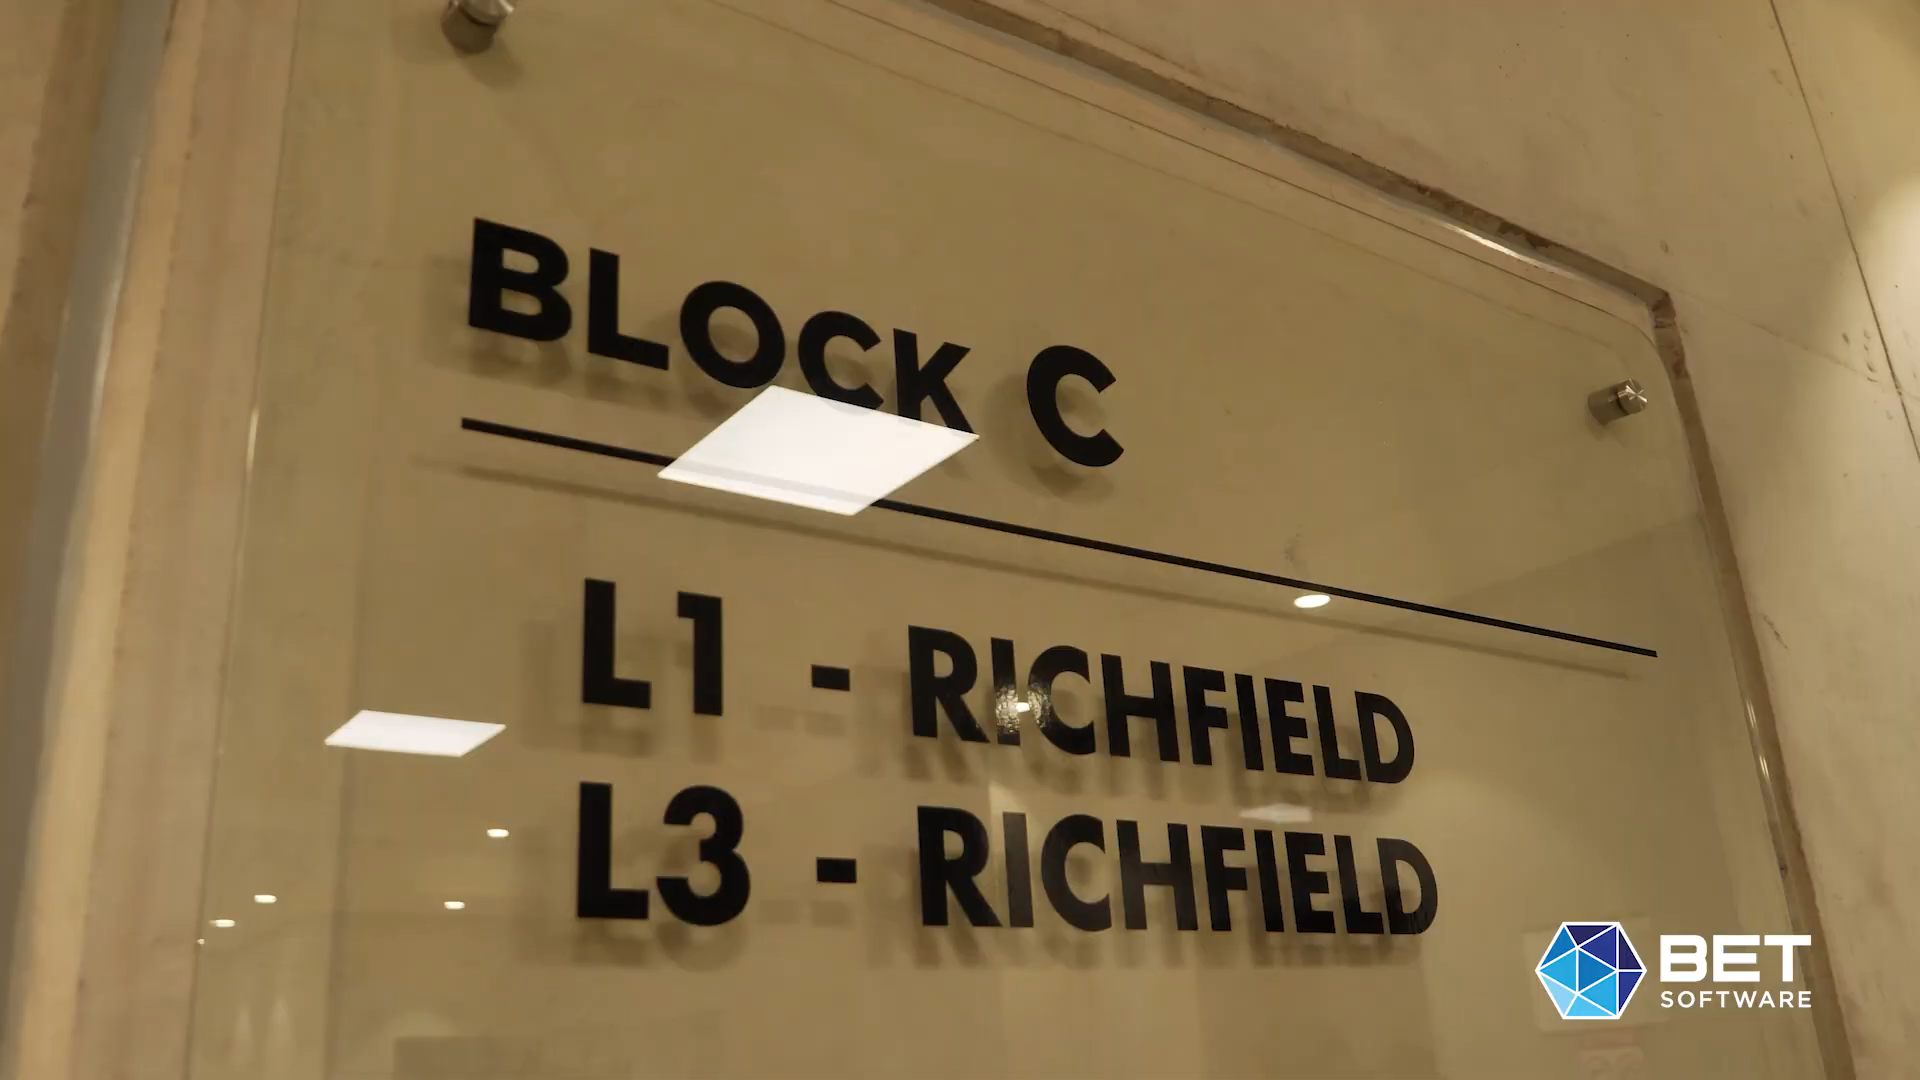 BLOCK C
L1 - RICHFIELD
L3 - RICHFIELD
BET
SOFTWARE